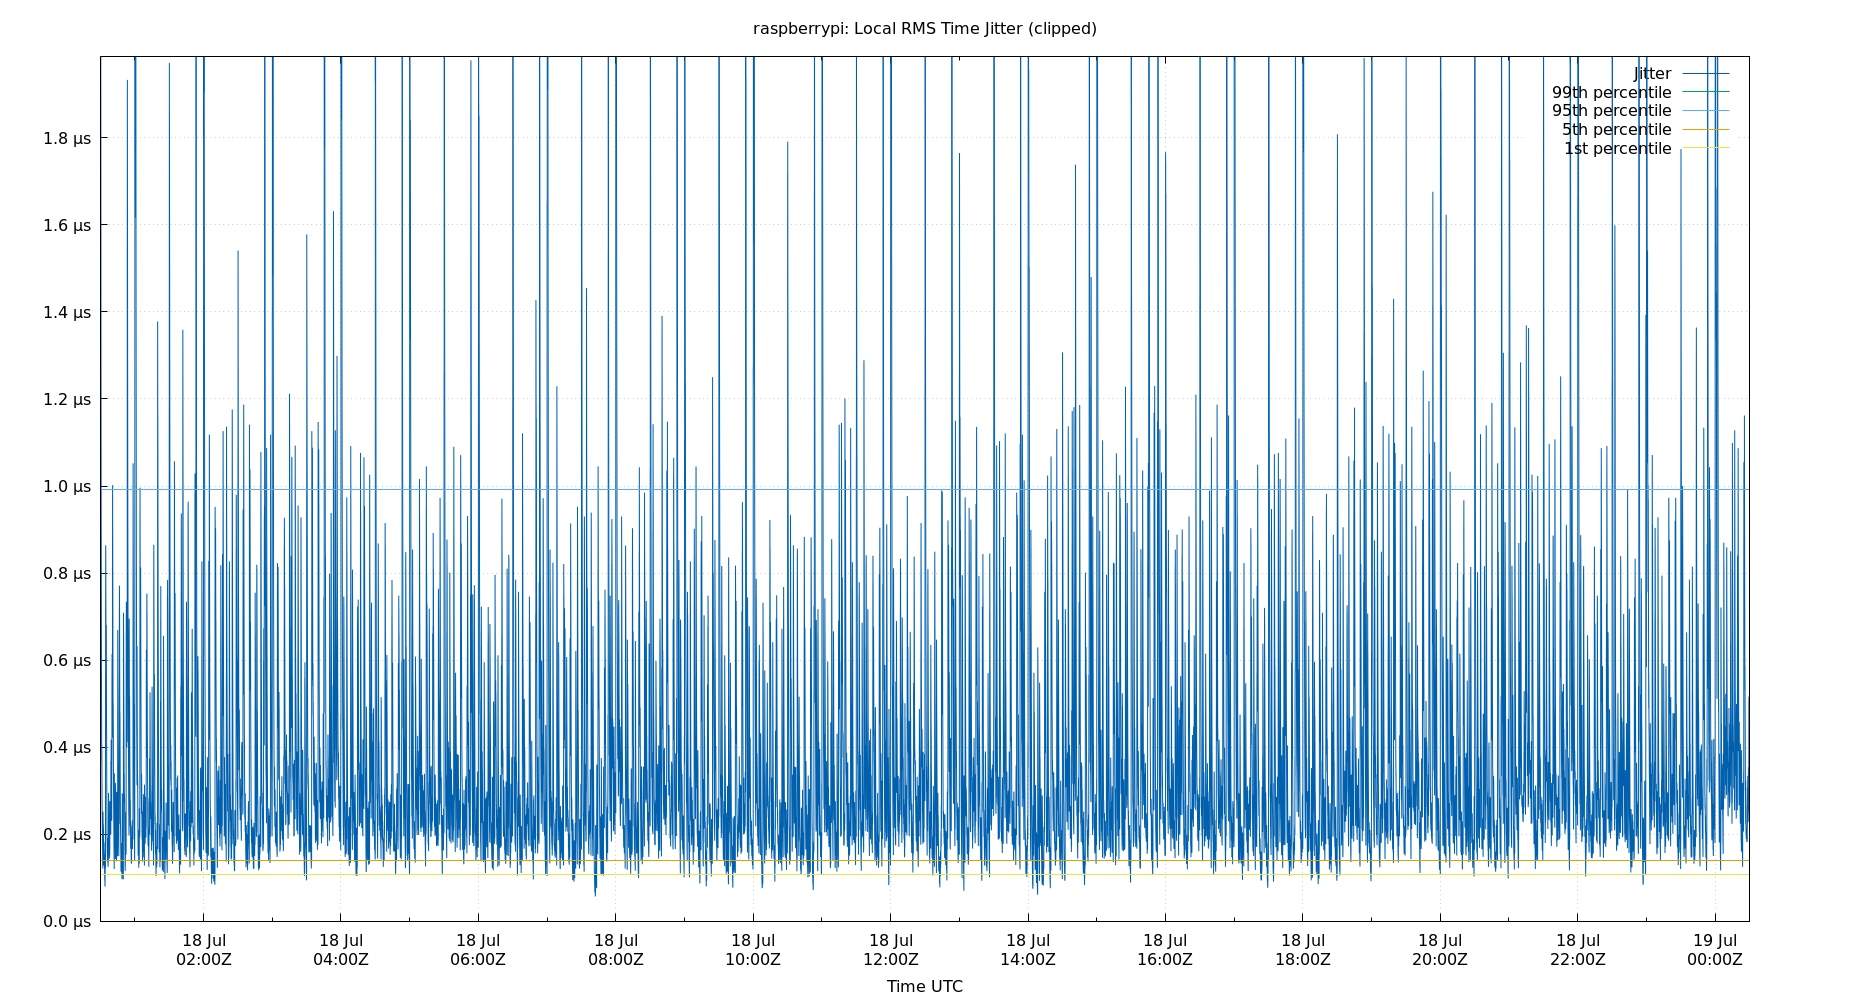 raspberrypi: Local RMS Time Jitter (clipped)
Jitter
99th percentile
95th percentile
5th percentile
1st percentile
1.8 µs
1.6 µs
1.4 µs
1.2 µs
1.0 µs
0.8 µs
0.6 µs
0.4 µs
0.2 µs
0.0 µs
18 Jul 18 Jul 18 Jul 18 Jul 18 Jul 18 Jul 18 Jul 18 Jul 18 Jul 18 Jul 18 Jul 19 Jul
02:00Z 04:00Z 06:00Z 08:00Z 10:00Z 12:00Z 14:00Z 16:00Z 18:00Z 20:00Z 22:00Z 00:00Z
Time UTC